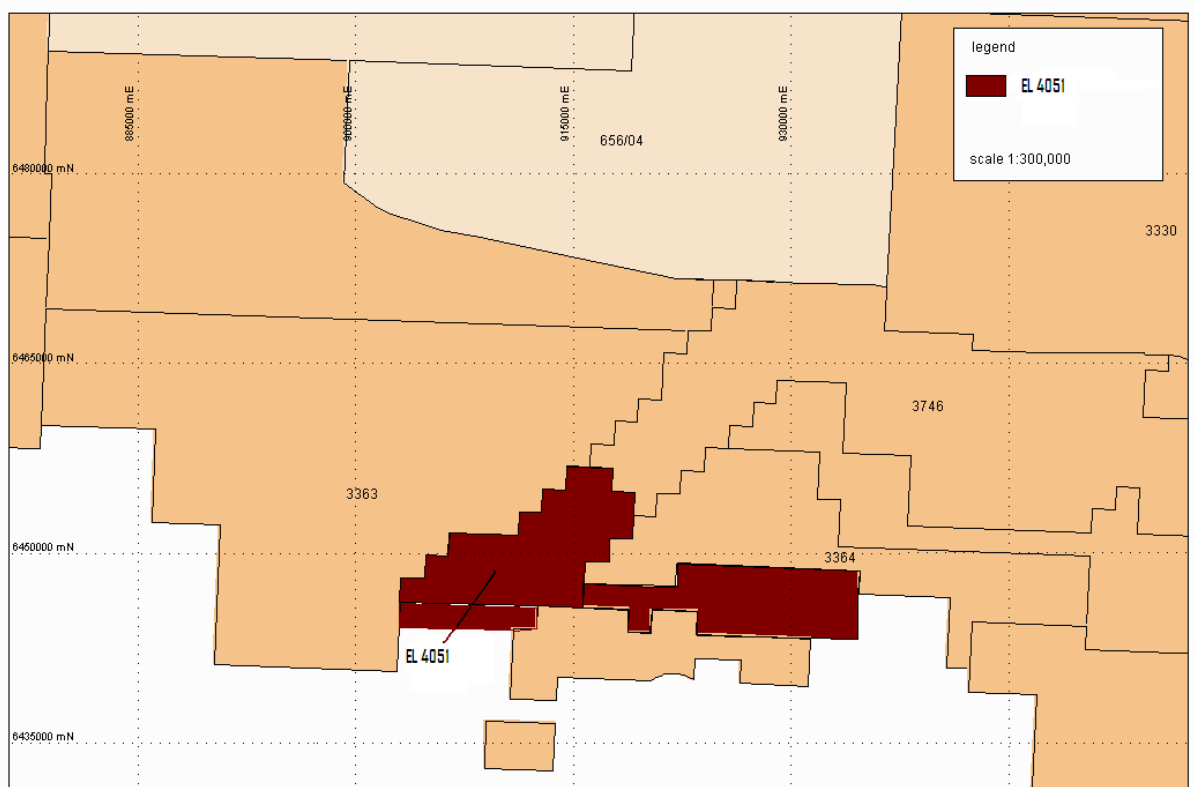 legend
EL 4051
scale 1:300,000
885000 mE
900000 mE
915000 mE
930000 mE
656/04
6480000 mN
3330
6465000 mN
3746
3363
6450000 mN
3364
EL 4051
6435000 mN